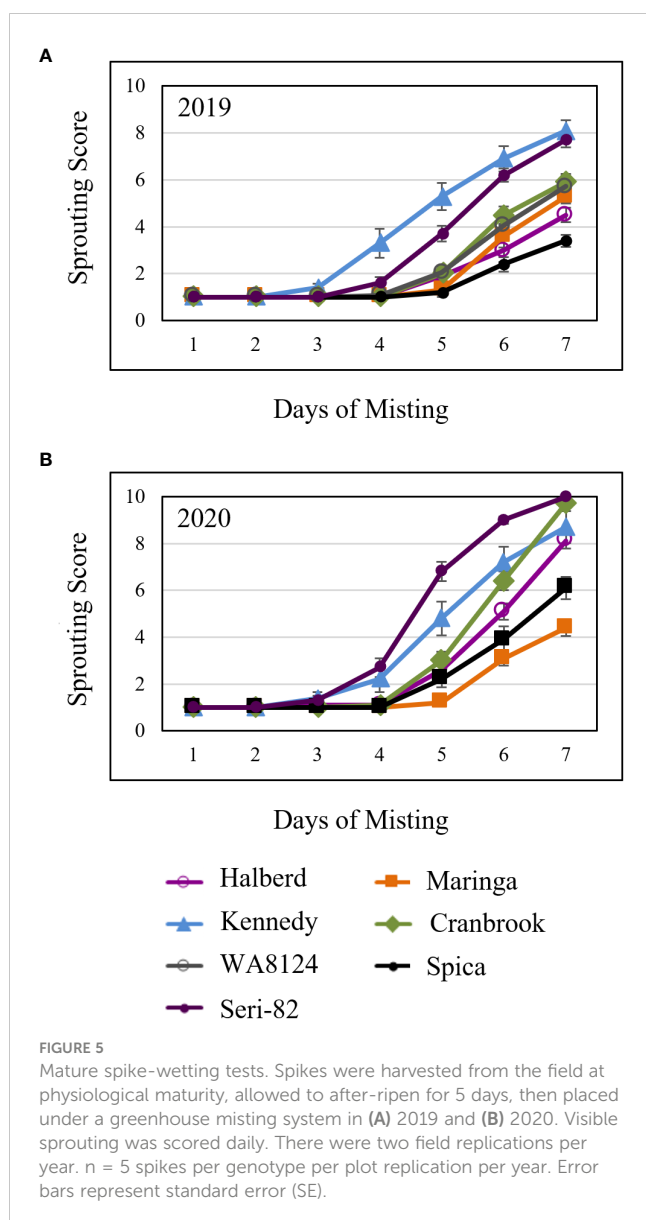 A
10
8
6
4
2
0
Sprouting Score
2019
1 2 3 4 5 6 7
Days of Misting
B
10
8
6
4
2
0
Sprouting Score
2020
1 2 3 4 5 6 7
Days of Misting
Halberd
Maringa
Kennedy
Cranbrook
WA8124
Spica
Seri-82
FIGURE 5
Mature spike-wetting tests. Spikes were harvested from the field at
physiological maturity, allowed to after-ripen for 5 days, then placed
under a greenhouse misting system in (A) 2019 and (B) 2020. Visible
sprouting was scored daily. There were two field replications per
year. n = 5 spikes per genotype per plot replication per year. Error
bars represent standard error (SE).